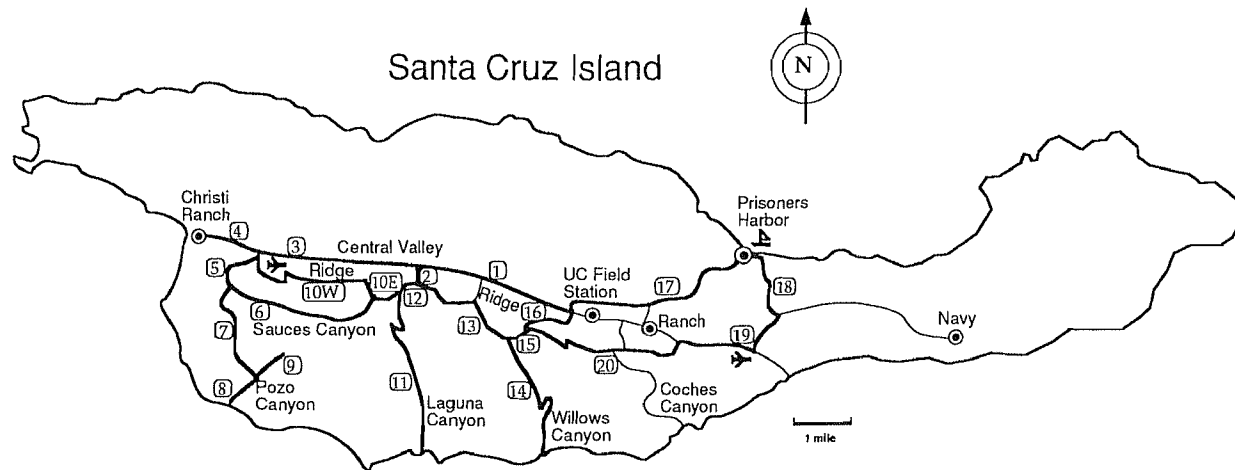 Santa Cruz Island
N
Christi
Ranch
Prisoners
Harbor
4
3
Central Valley
5
Ridge
10W
10E
2
12
1
Ridge
UC Field
Station
17
18
6
Sauces Canyon
13
16
15
Ranch
19
Navy
7
9
8
Pozo
Canyon
11
Laguna
Canyon
14
Willows
Canyon
20
Coches
Canyon
1 mile